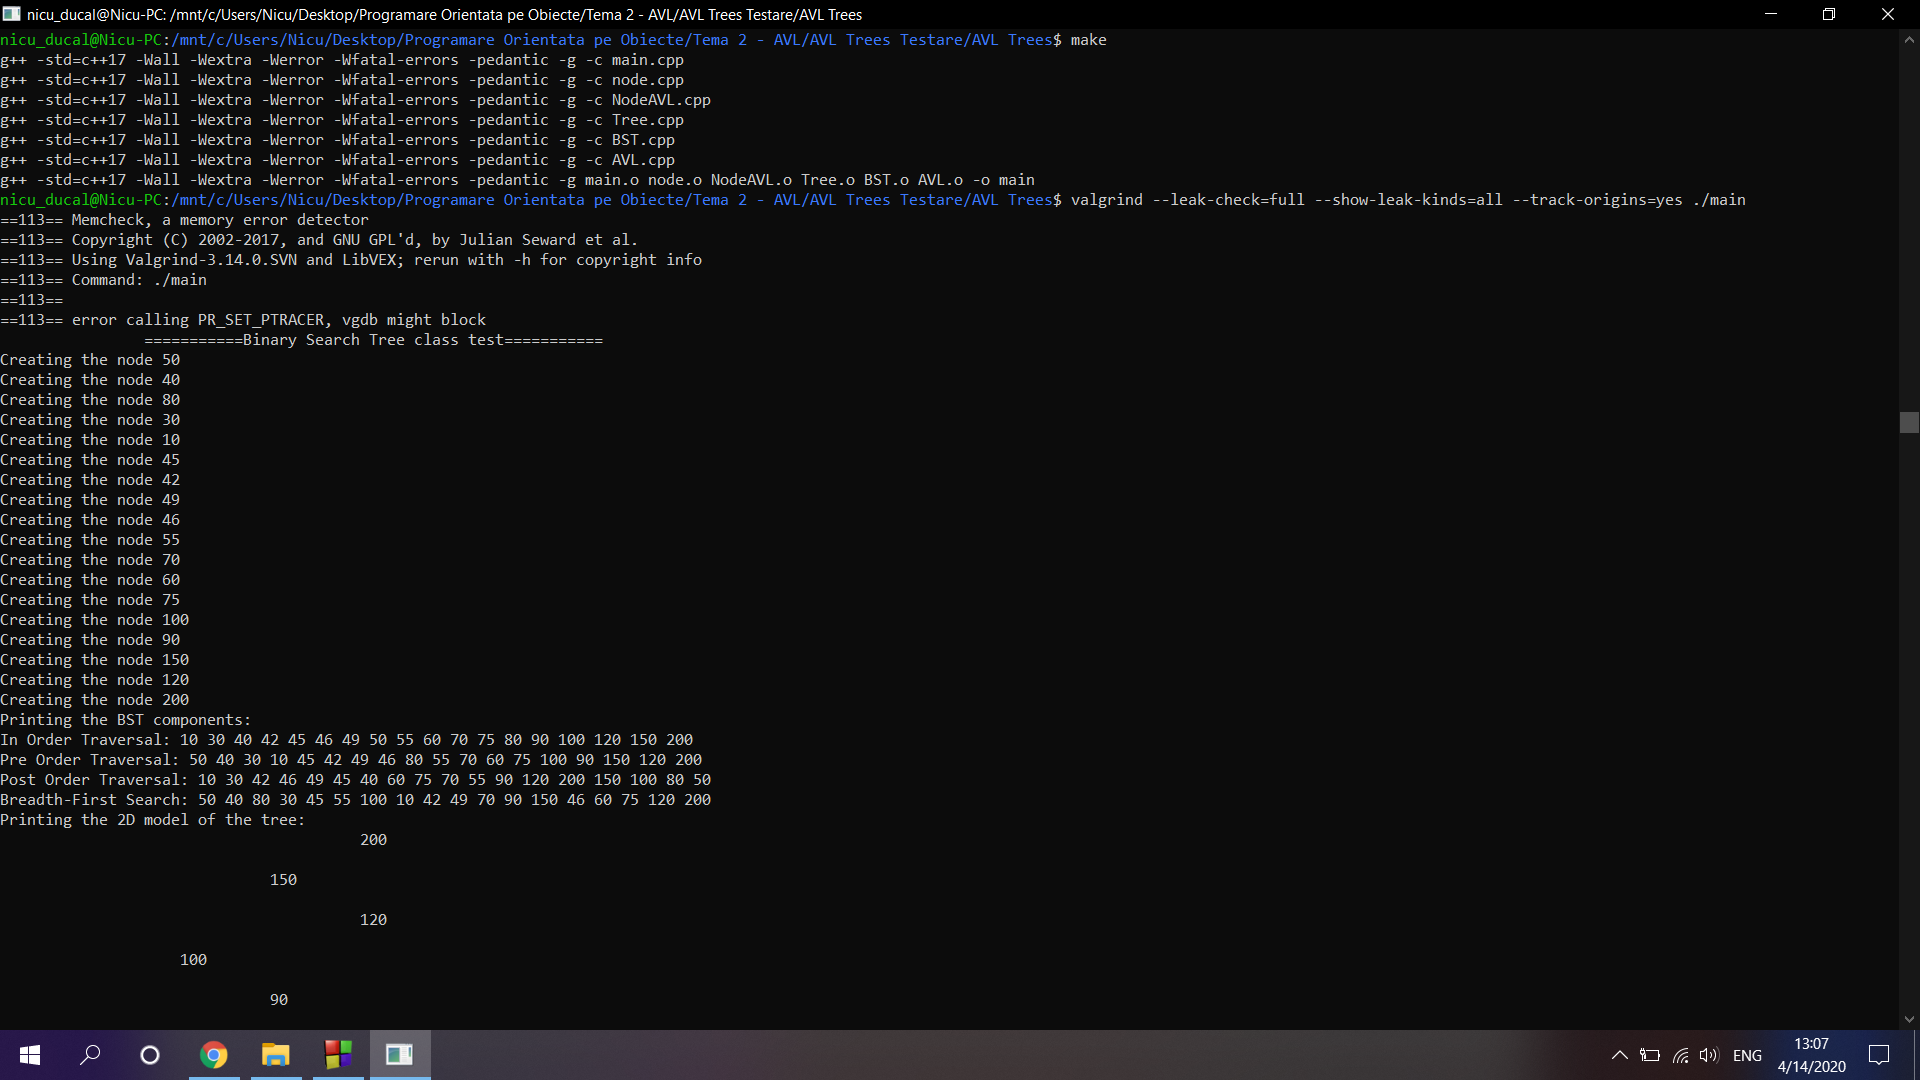 nicu_ducal@Nicu-PC: /mnt/c/Users/Nicu/Desktop/Programare Orientata pe Obiecte/Tema 2 - AVL/AVL Trees Testare/AVL Trees
nicu_ducal@Nicu-PC:/mnt/c/Users/Nicu/Desktop/Programare Orientata pe Obiecte/Tema 2 - AVL/AVL Trees Testare/AVL Trees$ make
g++ -std=c++17 -Wall -Wextra -Werror -Wfatal-errors -pedantic -g -c main.cpp
g++ -std=c++17 -Wall -Wextra -Werror -Wfatal-errors -pedantic -g -c node.cpp
g++ -std=c++17 -Wall -Wextra -Werror -Wfatal-errors -pedantic -g -c NodeAVL.cpp
g++ -std=c++17 -Wall -Wextra -Werror -Wfatal-errors -pedantic -g -c Tree.cpp
g++ -std=c++17 -Wall -Wextra -Werror -Wfatal-errors -pedantic -g -c BST.cpp
g++ -std=c++17 -Wall -Wextra -Werror -Wfatal-errors -pedantic -g -c AVL.cpp
g++ -std=c++17 -Wall -Wextra -Werror -Wfatal-errors -pedantic -g main.o node.o NodeAVL.o Tree.o BST.o AVL.o -o main
nicu_ducal@Nicu-PC:/mnt/c/Users/Nicu/Desktop/Programare Orientata pe Obiecte/Tema 2 - AVL/AVL Trees Testare/AVL Trees$ valgrind --leak-check=full --show-leak-kinds=all --track-origins=yes ./main
==113== Memcheck, a memory error detector
==113== Copyright (C) 2002-2017, and GNU GPL'd, by Julian Seward et al.
==113== Using Valgrind-3.14.0.SVN and LibVEX; rerun with -h for copyright info
==113== Command: ./main
==113==
==113== error calling PR_SET_PTRACER, vgdb might block
===========Binary Search Tree class test===========
Creating the node 50
Creating the node 40
Creating the node 80
Creating the node 30
Creating the node 10
Creating the node 45
Creating the node 42
Creating the node 49
Creating the node 46
Creating the node 55
Creating the node 70
Creating the node 60
Creating the node 75
Creating the node 100
Creating the node 90
Creating the node 150
Creating the node 120
Creating the node 200
Printing the BST components:
In Order Traversal: 10 30 40 42 45 46 49 50 55 60 70 75 80 90 100 120 150 200
Pre Order Traversal: 50 40 30 10 45 42 49 46 80 55 70 60 75 100 90 150 120 200
Post Order Traversal: 10 30 42 46 49 45 40 60 75 70 55 90 120 200 150 100 80 50
Breadth-First Search: 50 40 80 30 45 55 100 10 42 49 70 90 150 46 60 75 120 200
Printing the 2D model of the tree:
200
150
120
100
90
ENG
13:07
4/14/2020